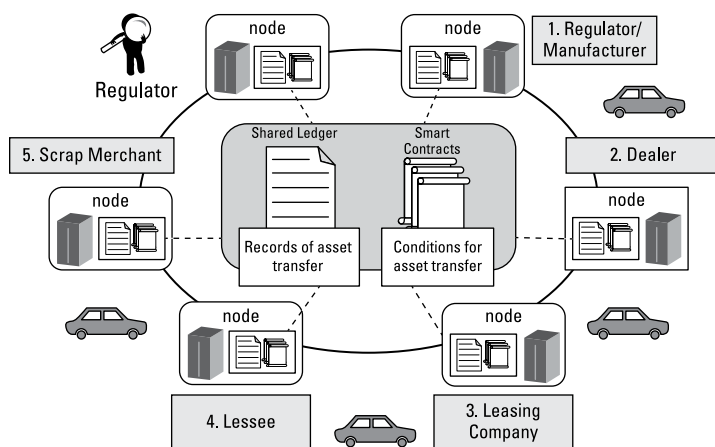 node
node
1. Regulator/
Manufacturer
Regulator
Shared Ledger
Smart
Contracts
5. Scrap Merchant
2. Dealer
node
node
Records of asset
transfer
Conditions for
asset transfer
node
node
4. Lessee
3. Leasing
Company